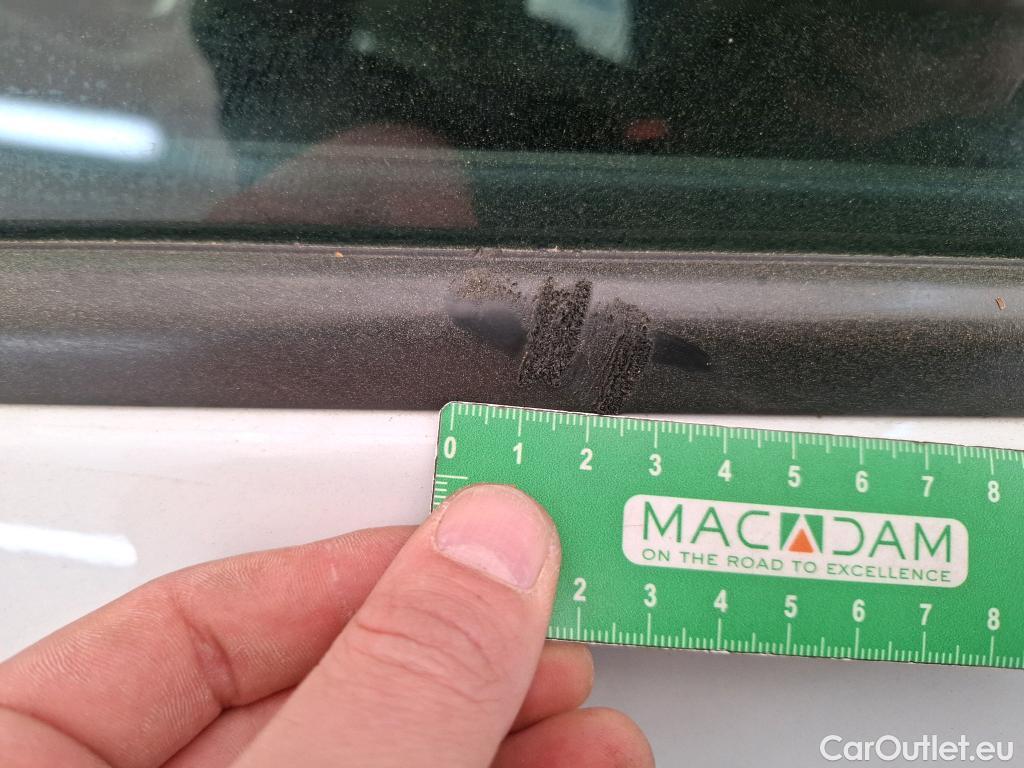 0 1 2 3 4 5 6 7 8
MACADAM
ON THE ROAD TO EXCELLENCE
2 3 4 5 6 7 8
CarOutlet.eu